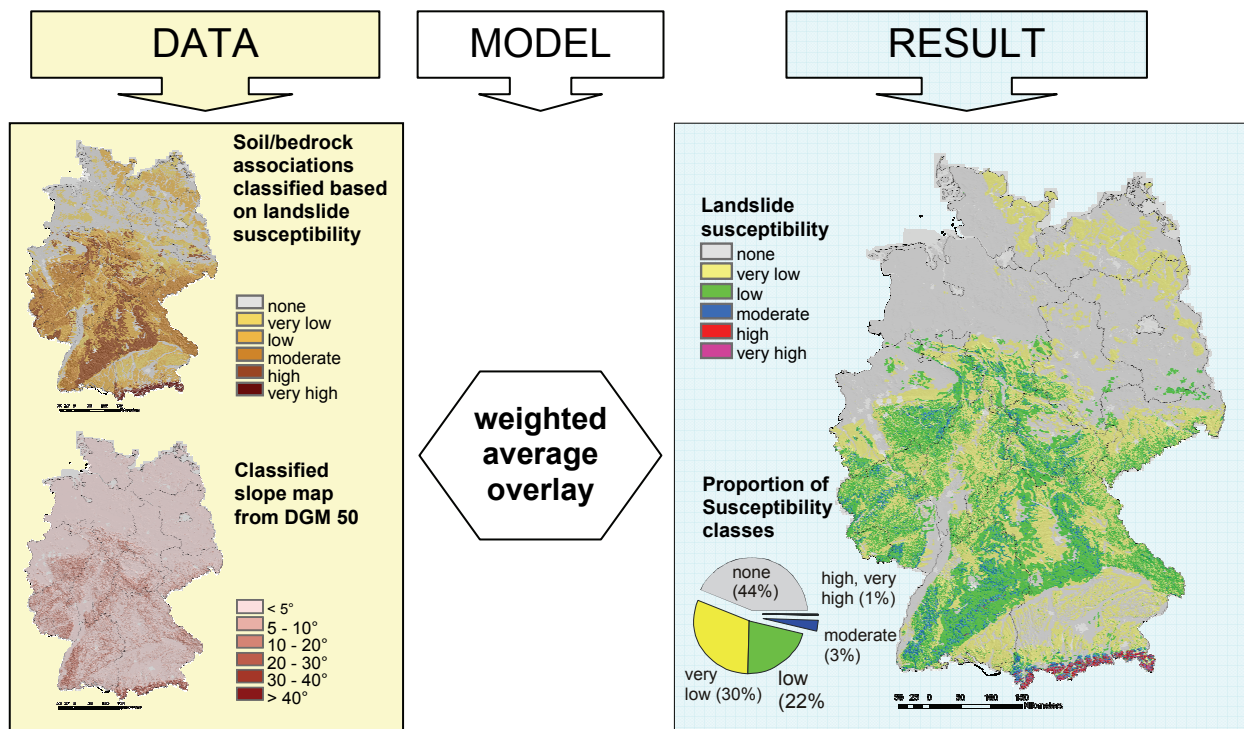 DATA
MODEL
RESULT
Soil/bedrock
associations
classified based
on landslide
susceptibility
none
very low
low
moderate
high
very high
Classified
slope map
from DGM 50
< 5°
5 - 10°
10 - 20°
20 - 30°
30 - 40°
> 40°
weighted
average
overlay
Landslide
susceptibility
none
very low
low
moderate
high
very high
Proportion of
Susceptibility
classes
none
(44%)
high, very
high (1%)
moderate
(3%)
very
low (30%)
low
(22%
Kilometers